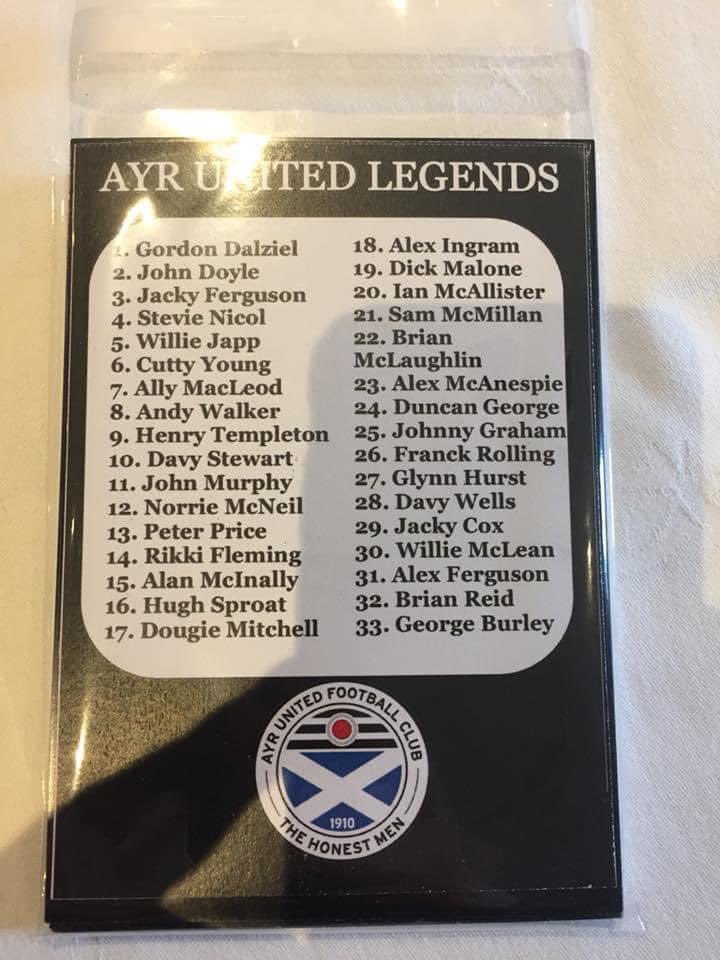 AYR UNITED LEGENDS
1. Gordon Dalziel
2. John Doyle
3. Jacky Ferguson
4. Stevie Nicol
5. Willie Japp
6. Cutty Young
7. Ally MacLeod
8. Andy Walker
9. Henry Templeton
10. Davy Stewart
11. John Murphy
12. Norrie McNeil
13. Peter Price
14. Rikki Fleming
15. Alan McInally
16. Hugh Sproat
17. Dougie Mitchell
18. Alex Ingram
19. Dick Malone
20. Ian McAllister
21. Sam McMillan
22. Brian
McLaughlin
23. Alex McAnespie
24. Duncan George
25. Johnny Graham
26. Franck Rolling
27. Glynn Hurst
28. Davy Wells
29. Jacky Cox
30. Willie McLean
31. Alex Ferguson
32. Brian Reid
33. George Burley
AYR UNITED FOOTBALL CLUB
1910
THE HONEST MEN